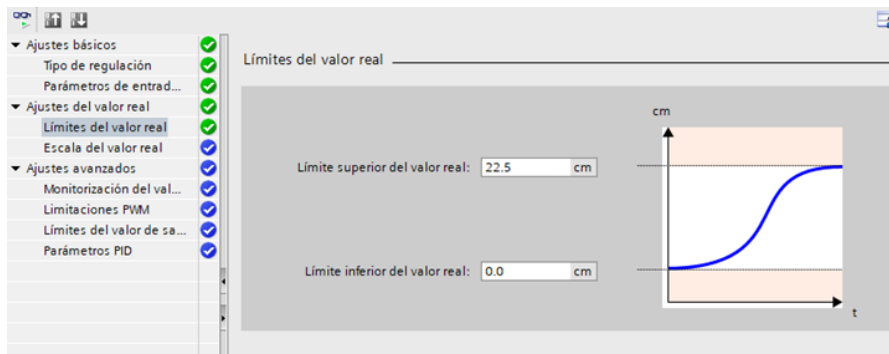 Ajustes básicos
Tipo de regulación
Parámetros de entrad...
Ajustes del valor real
Límites del valor real
Escala del valor real
Ajustes avanzados
Monitorización del val...
Limitaciones PWM
Límites del valor de sa...
Parámetros PID
Límites del valor real
cm
Límite superior del valor real: 22.5 cm
Límite inferior del valor real: 0.0 cm
t